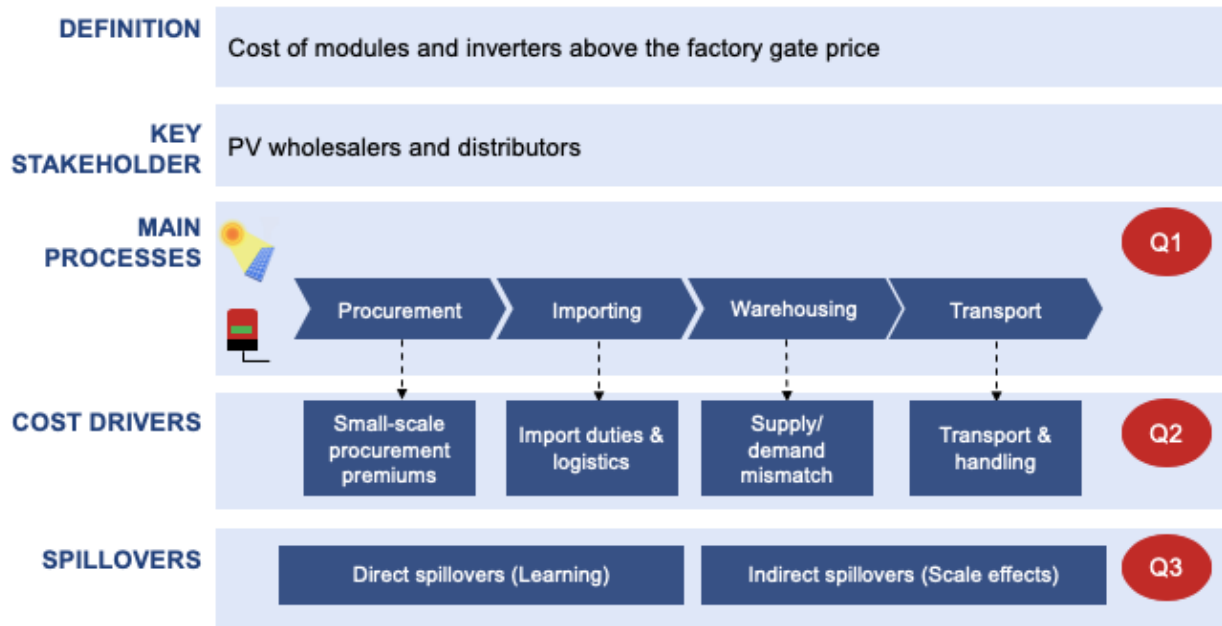 DEFINITION
Cost of modules and inverters above the factory gate price
KEY
STAKEHOLDER
PV wholesalers and distributors
MAIN
PROCESSES
Q1
Procurement
Importing
Warehousing
Transport
COST DRIVERS
Small-scale
procurement
premiums
Import duties &
logistics
Supply/
demand
mismatch
Transport &
handling
Q2
SPILLOVERS
Direct spillovers (Learning)
Indirect spillovers (Scale effects)
Q3